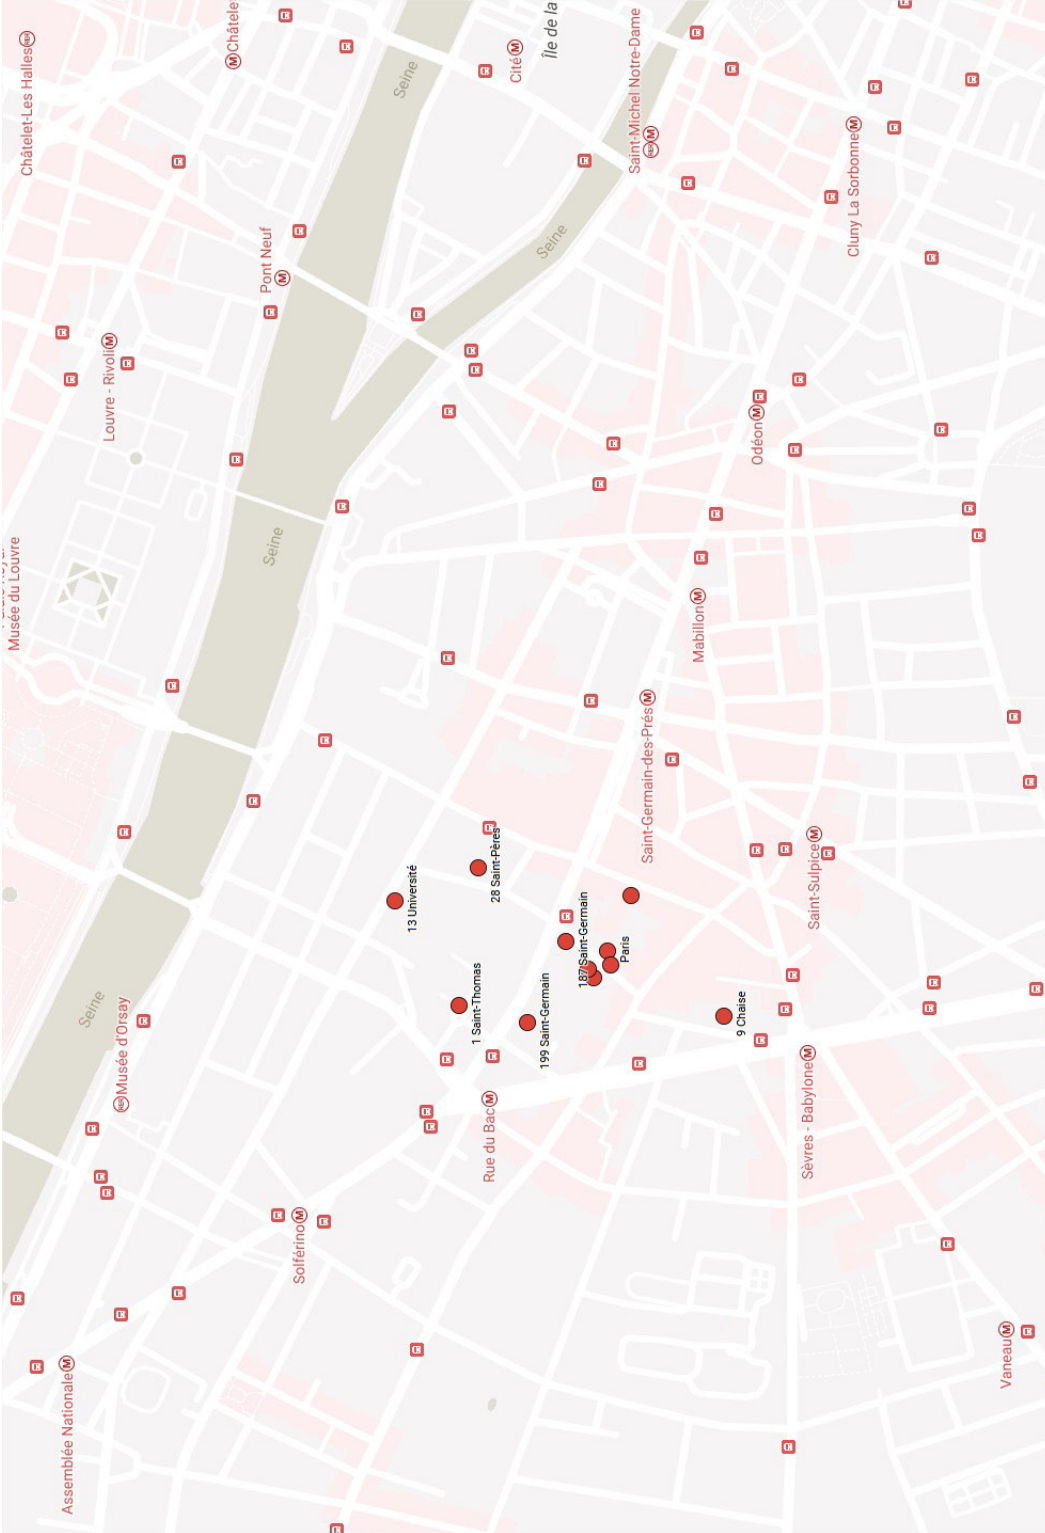 Musée du Louvre
Châtelet-Les Halles
Assemblée Nationale
Seine
Louvre - Rivoli
Musée d'Orsay
Châtelet
Pont Neuf
Seine
Solférino
Seine
13 Université
1 Saint-Thomas
Rue du Bac
28 Saint-Pères
Cité
199 Saint-Germain
Île de la
Seine
187 Saint-Germain
Paris
Saint-Michel Notre-Dame
Saint-Germain-des-Prés
Mabillon
9 Chaise
Odéon
Sèvres - Babylone
Saint-Sulpice
Cluny La Sorbonne
Vaneau